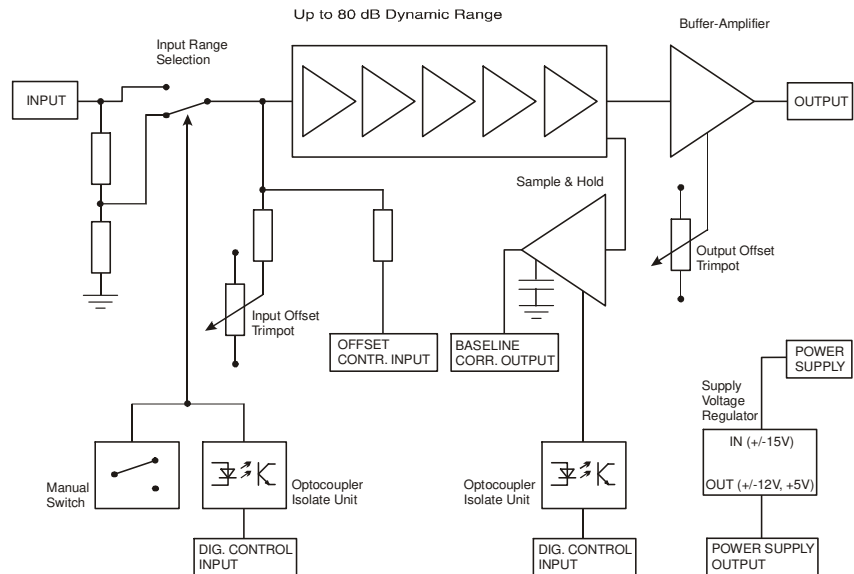 Up to 80 dB Dynamic Range
Buffer-Amplifier
Input Range
Selection
INPUT
OUTPUT
Sample & Hold
Output Offset
Trimpot
Input Offset
Trimpot
OFFSET
CONTR. INPUT
BASELINE
CORR. OUTPUT
POWER
SUPPLY
Supply
Voltage
Regulator
IN (+/-15V)
OUT (+/-12V, +5V)
Manual
Switch
Optocoupler
Isolate Unit
Optocoupler
Isolate Unit
DIG. CONTROL
INPUT
DIG. CONTROL
INPUT
POWER SUPPLY
OUTPUT